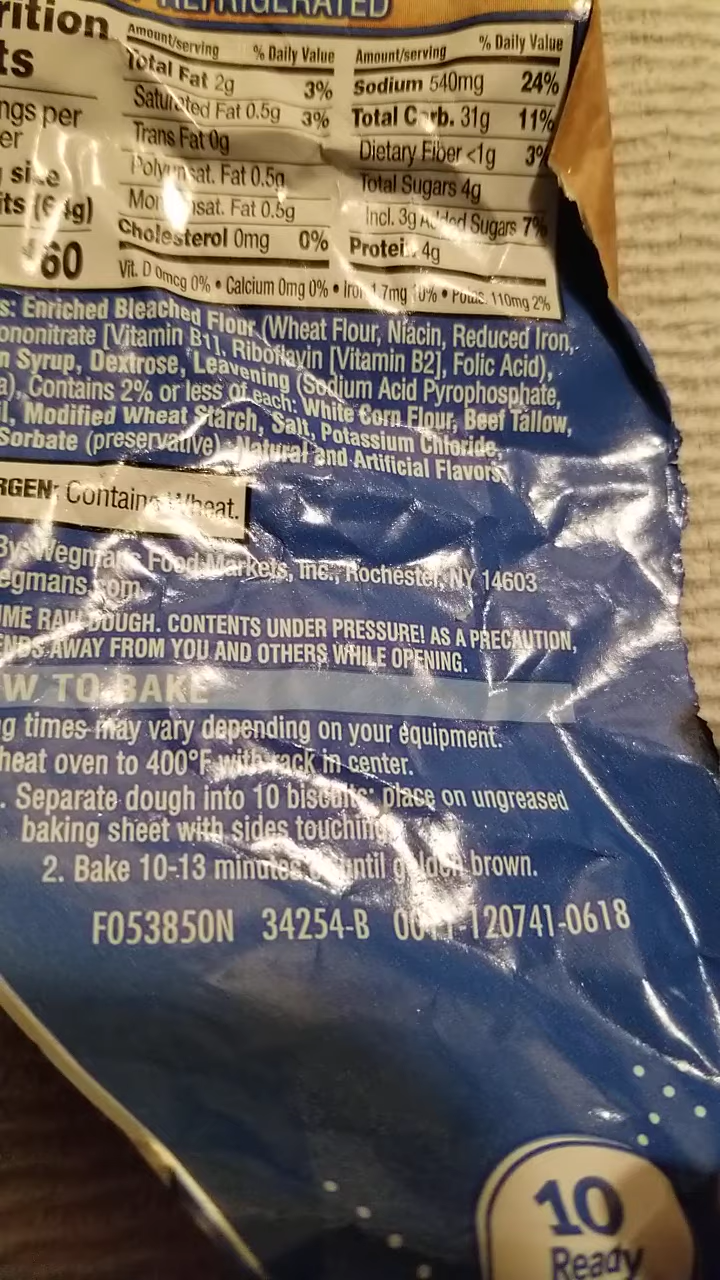 REFRIGERATED
rition
ts
ngs per
er
size
its (64g)
60
Amount/serving % Daily Value
Total Fat 2g 3%
Saturated Fat 0.5g 3%
Trans Fat 0g
Polyunsat. Fat 0.5g
Monounsat. Fat 0.5g
Cholesterol 0mg 0%
Amount/serving % Daily Value
Sodium 540mg 24%
Total Carb. 31g 11%
Dietary Fiber <1g 3%
Total Sugars 4g
Incl. 3g Added Sugars 7%
Protein 4g
Vit. D 0mcg 0% • Calcium 0mg 0% • Iron 1.7mg 10% • Potas. 110mg 2%
s: Enriched Bleached Flour (Wheat Flour, Niacin, Reduced Iron,
ononitrate [Vitamin B1], Riboflavin [Vitamin B2], Folic Acid),
n Syrup, Dextrose, Leavening (Sodium Acid Pyrophosphate,
a), Contains 2% or less of each: White Corn Flour, Beef Tallow,
l, Modified Wheat Starch, Salt, Potassium Chloride,
Sorbate (preservative), Natural and Artificial Flavors.
RGEN: Contains Wheat.
By: Wegmans Food Markets, Inc., Rochester, NY 14603
egmans.com
ME RAW DOUGH. CONTENTS UNDER PRESSURE! AS A PRECAUTION,
ENDS AWAY FROM YOU AND OTHERS WHILE OPENING.
W TO BAKE
g times may vary depending on your equipment.
heat oven to 400°F with rack in center.
. Separate dough into 10 biscuits; place on ungreased
baking sheet with sides touching.
2. Bake 10-13 minutes or until golden brown.
F053850N 34254-B -120741-0618
10
Ready